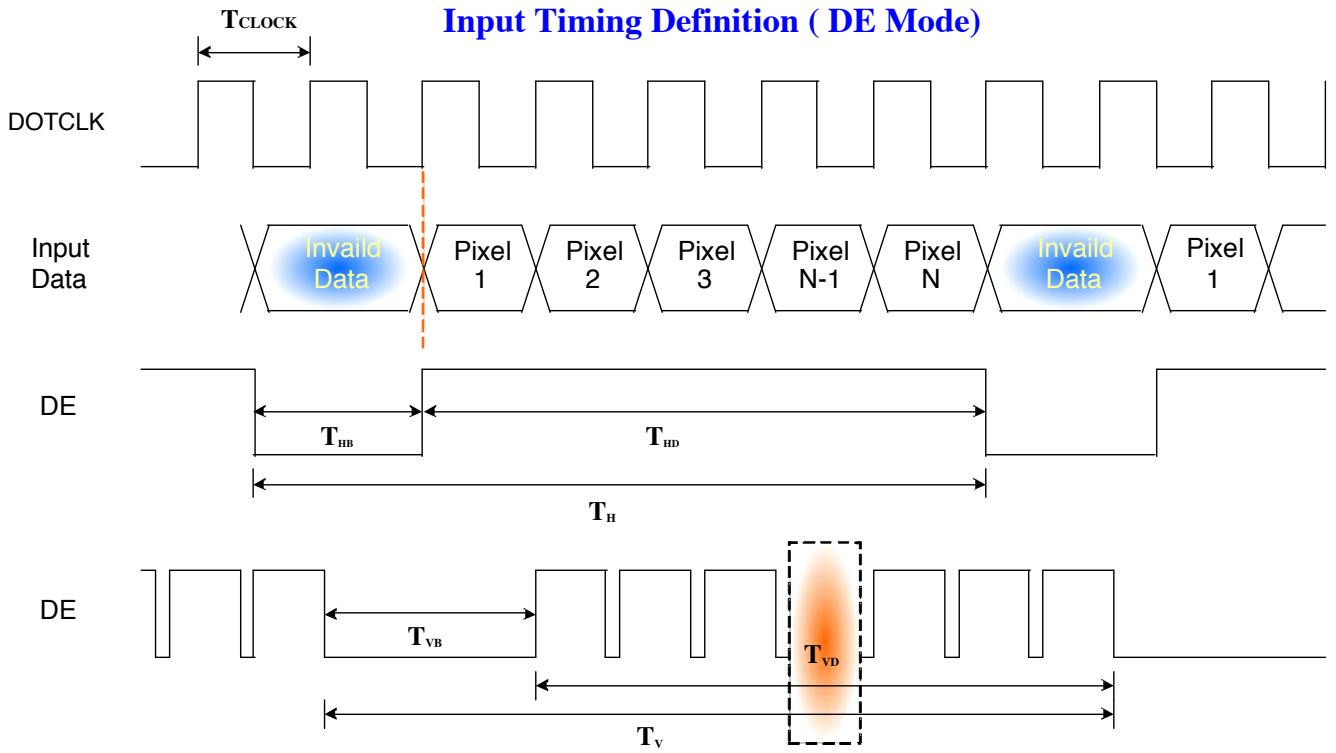 Input Timing Definition ( DE Mode)
TCLOCK
DOTCLK
Input
Data
Invaild
Data
Pixel
1
Pixel
2
Pixel
3
Pixel
N-1
Pixel
N
Invaild
Data
Pixel
1
DE
THB
THD
TH
DE
TVB
TVD
TV